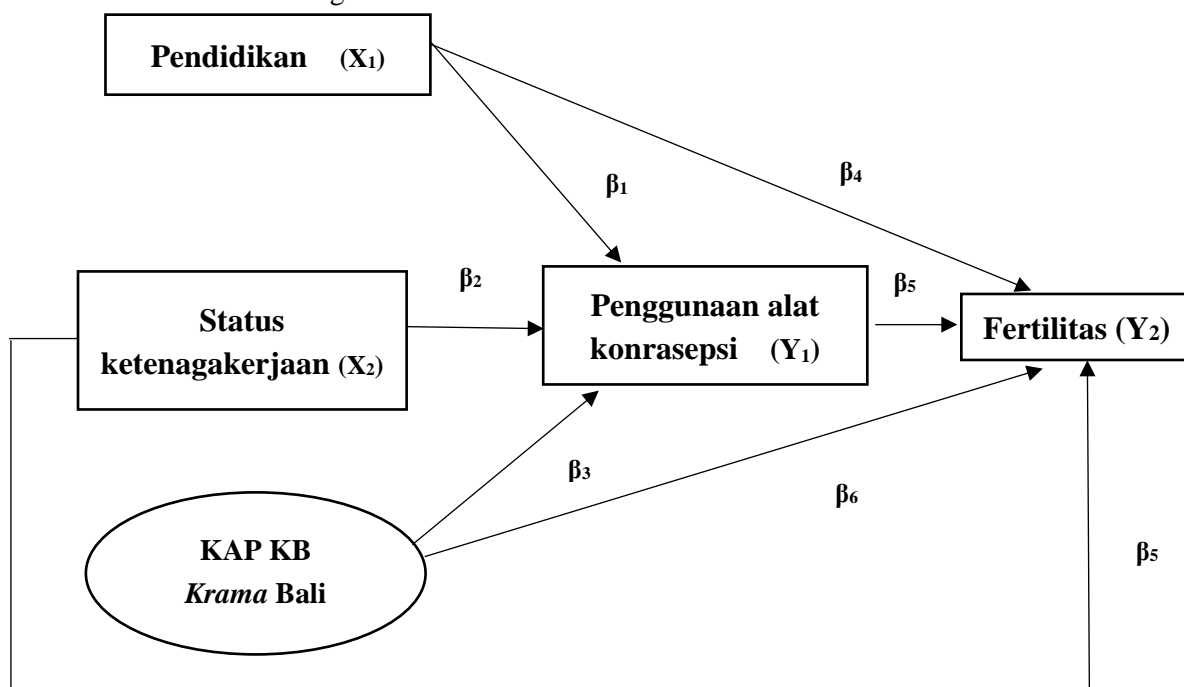 Pendidikan (X₁)
β₁
β₄
Status
ketenagakerjaan (X₂)
β₂
Penggunaan alat
konrasepsi (Y₁)
β₅
Fertilitas (Y₂)
KAP KB
Krama Bali
β₃
β₆
β₅